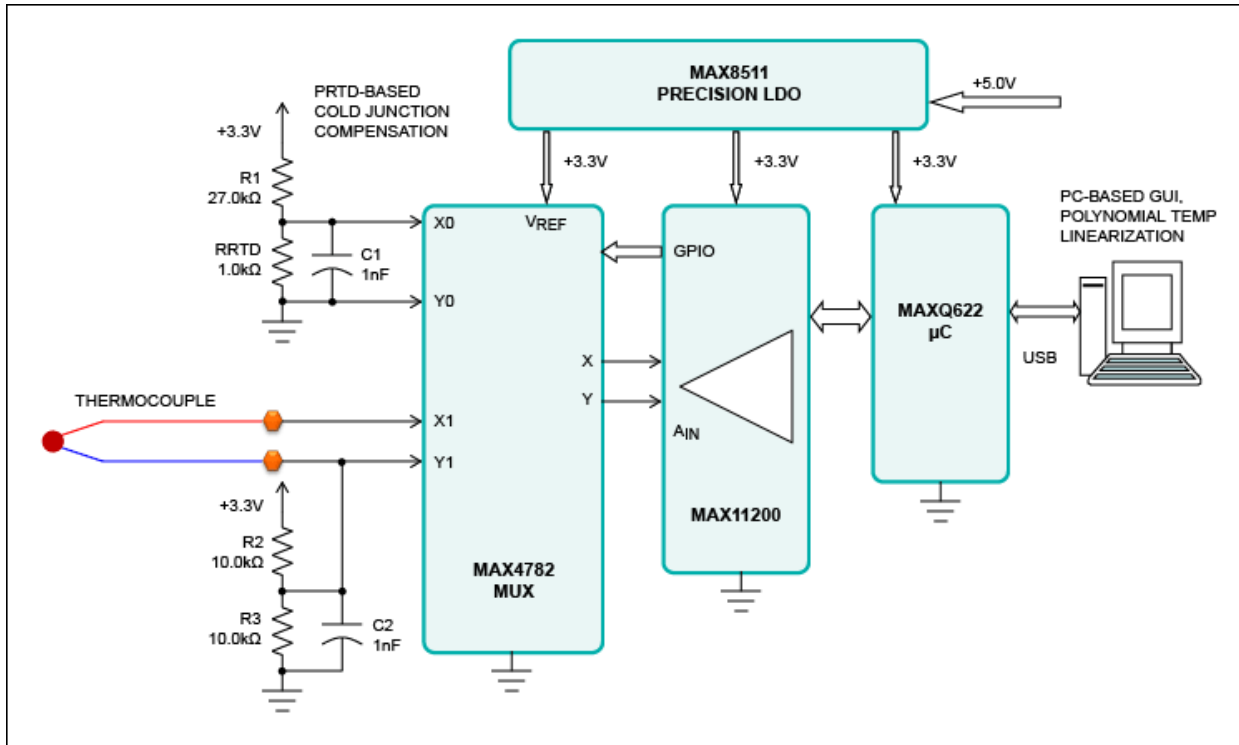 MAX8511
PRECISION LDO
+5.0V
PRTD-BASED
COLD JUNCTION
COMPENSATION
+3.3V
+3.3V
+3.3V
+3.3V
R1
27.0kΩ
RRTD
1.0kΩ
C1
1nF
X0
Y0
VREF
GPIO
X
Y
AIN
MAX11200
MAXQ622
µC
USB
PC-BASED GUI,
POLYNOMIAL TEMP
LINEARIZATION
THERMOCOUPLE
X1
Y1
+3.3V
R2
10.0kΩ
R3
10.0kΩ
C2
1nF
MAX4782
MUX